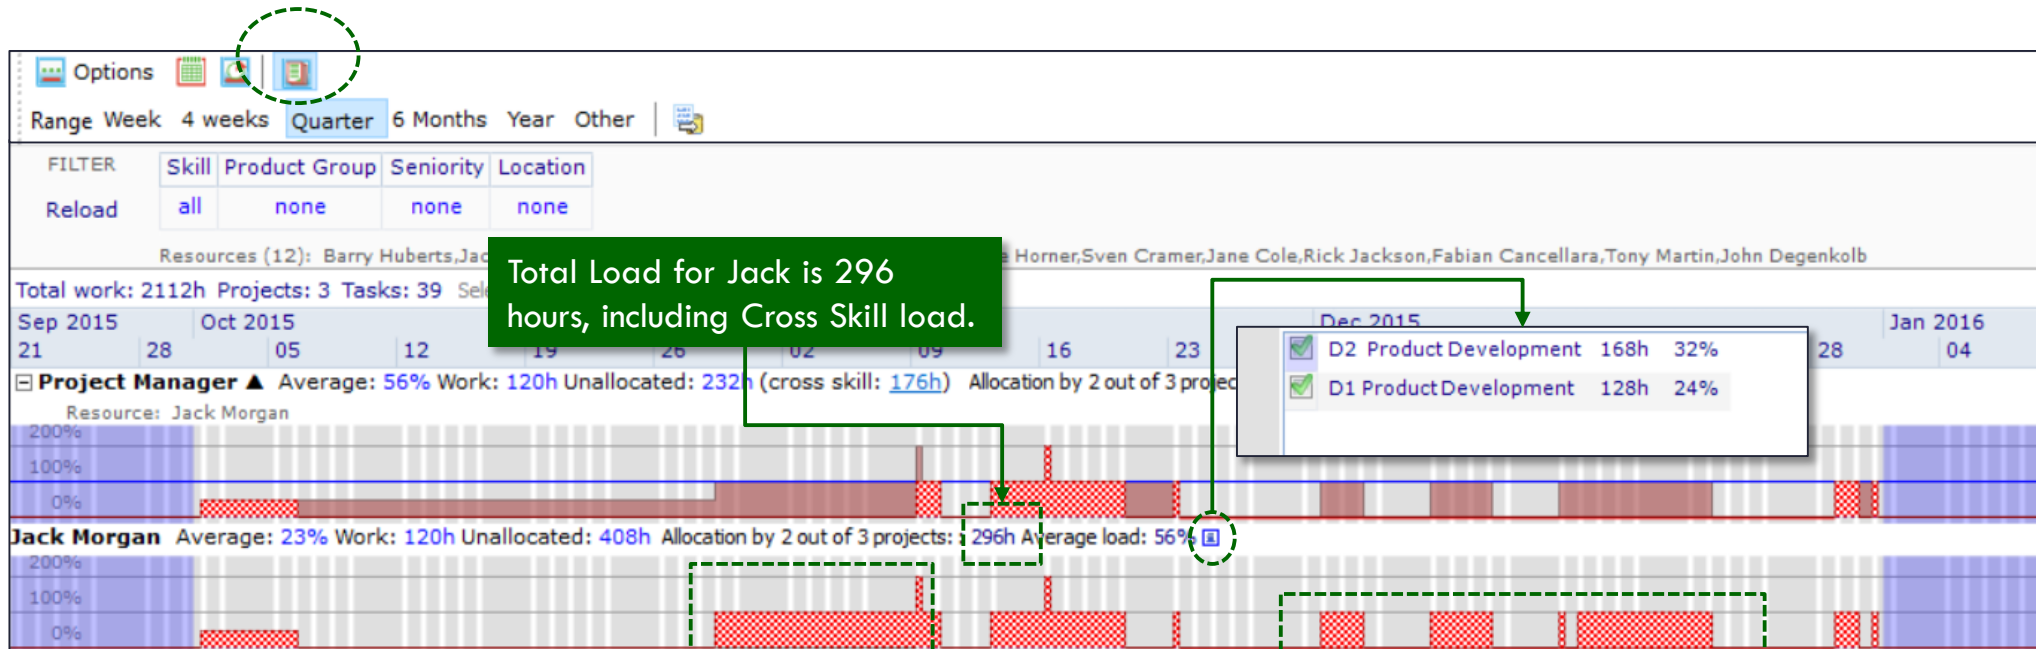 Options
Range Week 4 weeks Quarter 6 Months Year Other
FILTER Skill Product Group Seniority Location
Reload all none none none
Resources (12): Barry Huberts,Jac
Horner,Sven Cramer,Jane Cole,Rick Jackson,Fabian Cancellara,Tony Martin,John Degenkolb
Total Load for Jack is 296
hours, including Cross Skill load.
Total work: 2112h Projects: 3 Tasks: 39
Sep 2015 Oct 2015 Dec 2015 Jan 2016
21 28 05 12 19 26 02 09 16 23 28 04
D2 Product Development 168h 32%
D1 Product Development 128h 24%
Project Manager ▲ Average: 56% Work: 120h Unallocated: 232h (cross skill: 176h) Allocation by 2 out of 3 projec
Resource: Jack Morgan
200%
100%
0%
Jack Morgan Average: 23% Work: 120h Unallocated: 408h Allocation by 2 out of 3 projects: : 296h Average load: 56%
200%
100%
0%